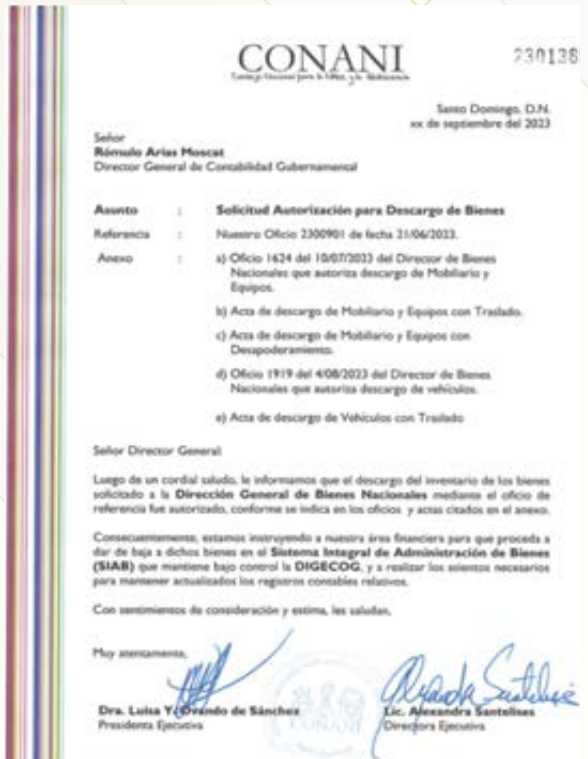 CONANI
Consejo Nacional para la Niñez y la Adolescencia
230138
Santo Domingo, D.N.
xx de septiembre del 2023
Señor
Rómulo Arias Moscat
Director General de Contabilidad Gubernamental
Asunto : Solicitud Autorización para Descargo de Bienes
Referencia : Nuestro Oficio 2300901 de fecha 21/06/2023.
Anexo : a) Oficio 1624 del 10/07/2023 del Director de Bienes
Nacionales que autoriza descargo de Mobiliario y
Equipos.
b) Acta de descargo de Mobiliario y Equipos con Traslado.
c) Acta de descargo de Mobiliario y Equipos con
Desapoderamiento.
d) Oficio 1919 del 4/08/2023 del Director de Bienes
Nacionales que autoriza descargo de vehículos.
e) Acta de descargo de Vehículos con Traslado
Señor Director General:
Luego de un cordial saludo, le informamos que el descargo del inventario de los bienes
solicitado a la Dirección General de Bienes Nacionales mediante el oficio de
referencia fue autorizado, conforme se indica en los oficios y actas citados en el anexo.
Consecuentemente, estamos instruyendo a nuestra área financiera para que proceda a
dar de baja a dichos bienes en el Sistema Integral de Administración de Bienes
(SIAB) que mantiene bajo control la DIGECOG, y a realizar los asientos necesarios
para mantener actualizados los registros contables relativos.
Con sentimientos de consideración y estima, les saludan,
Muy atentamente,
Alexandra Santelises
Dra. Luisa Y. Ovando de Sánchez
Lic. Alexandra Santelises
Presidenta Ejecutiva
Directora Ejecutiva
CONANI